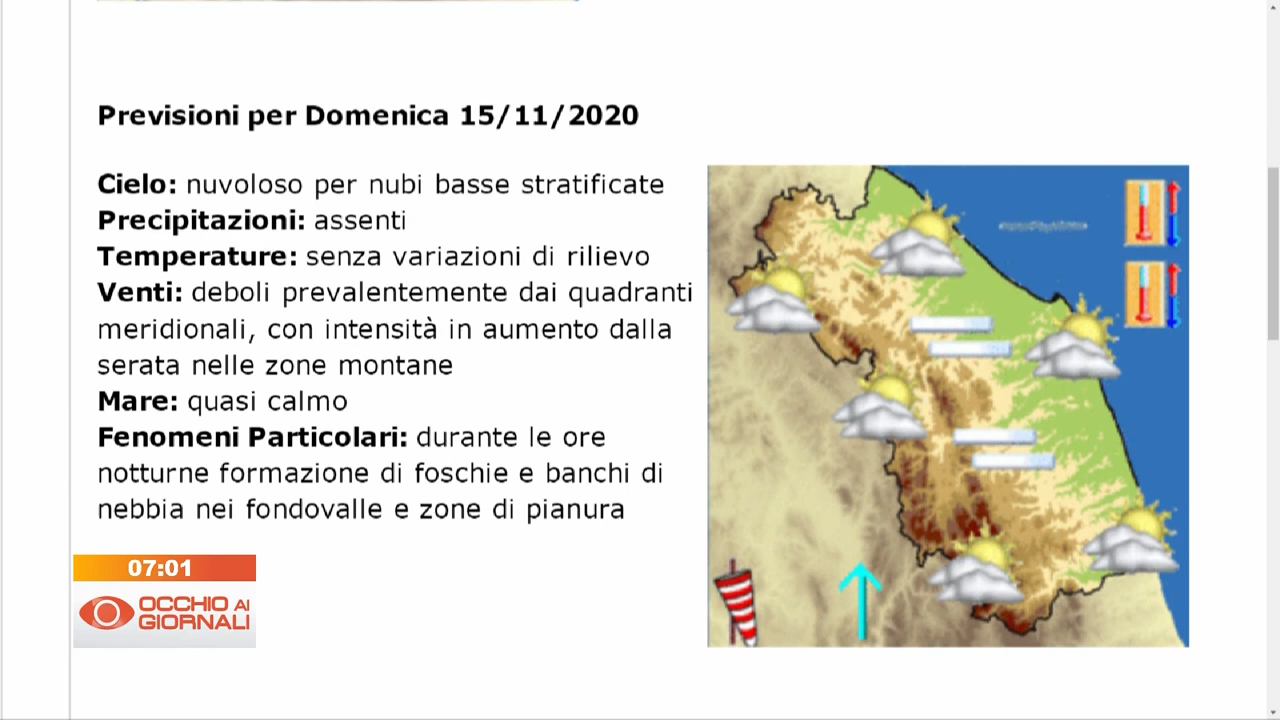 Previsioni per Domenica 15/11/2020
Cielo: nuvoloso per nubi basse stratificate
Precipitazioni: assenti
Temperature: senza variazioni di rilievo
Venti: deboli prevalentemente dai quadranti
meridionali, con intensità in aumento dalla
serata nelle zone montane
Mare: quasi calmo
Fenomeni Particolari: durante le ore
notturne formazione di foschie e banchi di
nebbia nei fondovalle e zone di pianura
07:01
OCCHIO AI
GIORNALI